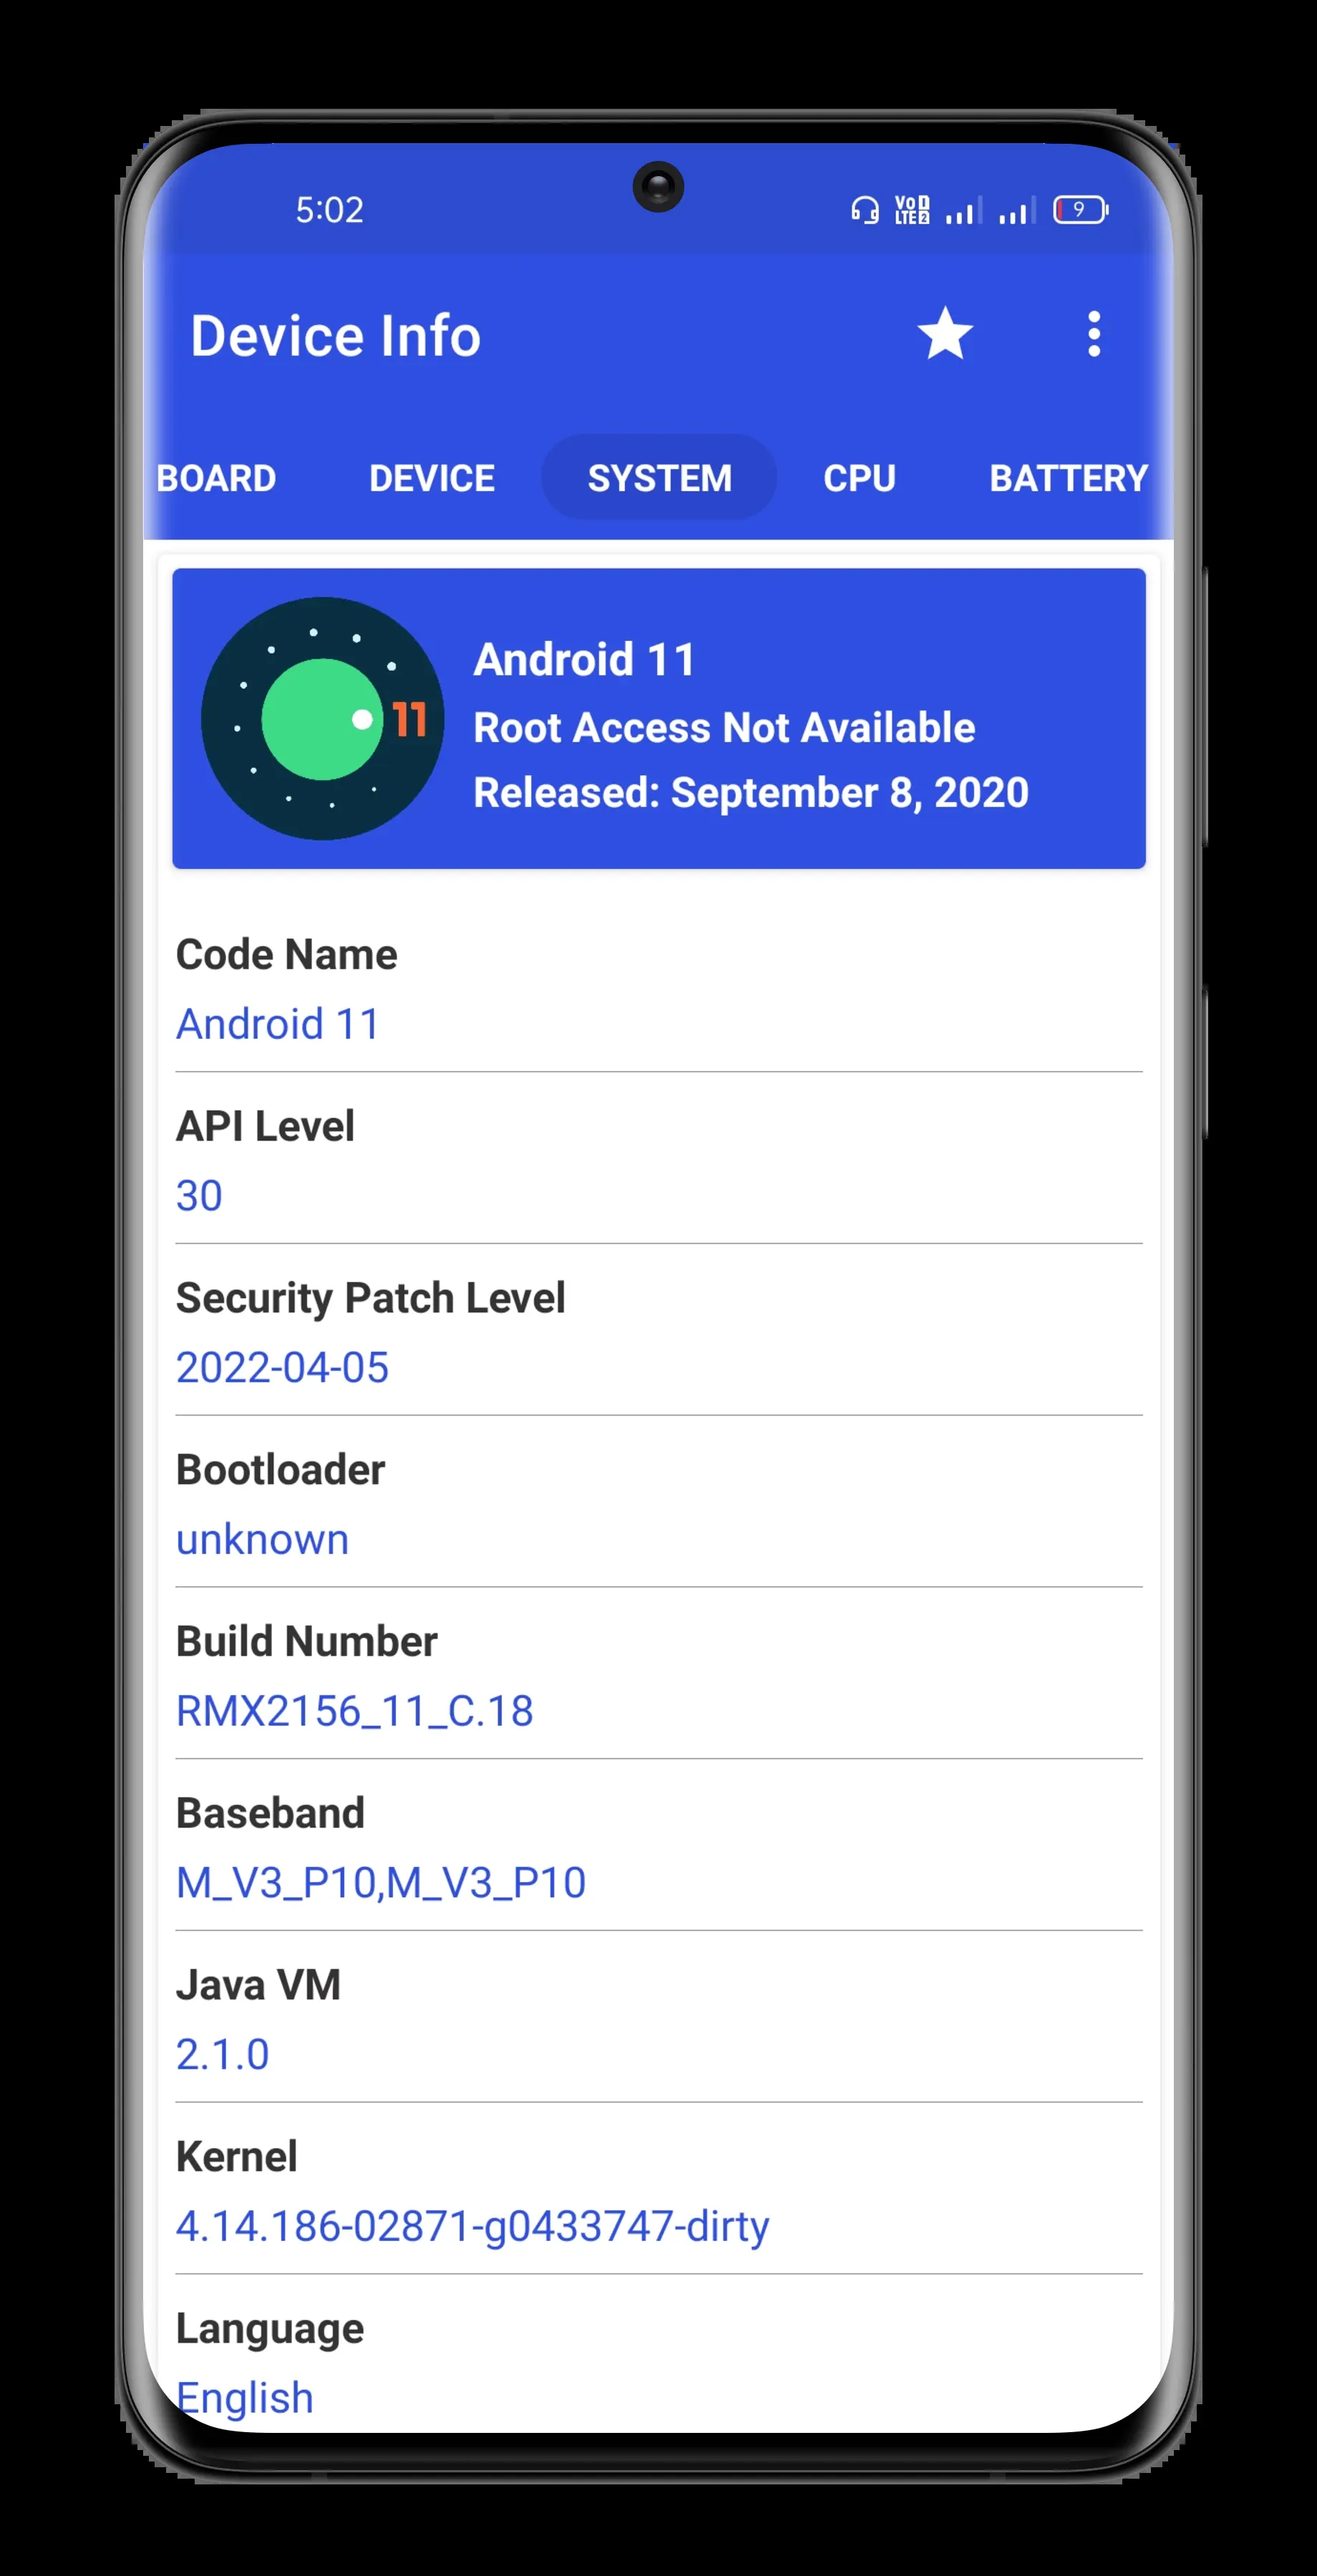 5:02
Vo 1
LTE 2
9
Device Info
BOARD DEVICE SYSTEM CPU BATTERY
11
Android 11
Root Access Not Available
Released: September 8, 2020
Code Name
Android 11
API Level
30
Security Patch Level
2022-04-05
Bootloader
unknown
Build Number
RMX2156_11_C.18
Baseband
M_V3_P10,M_V3_P10
Java VM
2.1.0
Kernel
4.14.186-02871-g0433747-dirty
Language
English